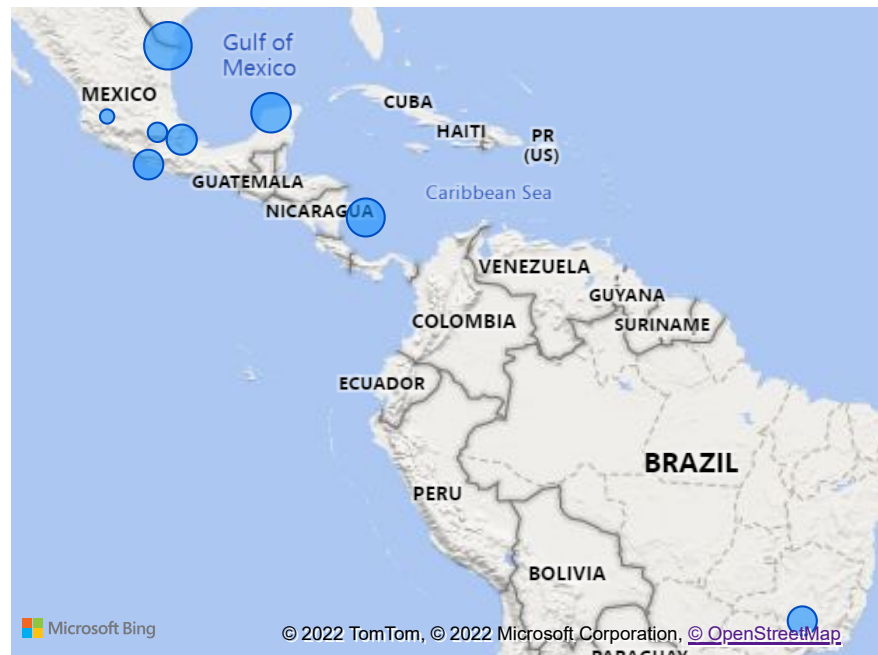 Gulf of
Mexico
MEXICO
CUBA
HAITI
PR
(US)
GUATEMALA
Caribbean Sea
NICARAGUA
VENEZUELA
GUYANA
COLOMBIA
SURINAME
ECUADOR
BRAZIL
PERU
BOLIVIA
Microsoft Bing
© 2022 TomTom, © 2022 Microsoft Corporation, © OpenStreetMap
PARAGUAY